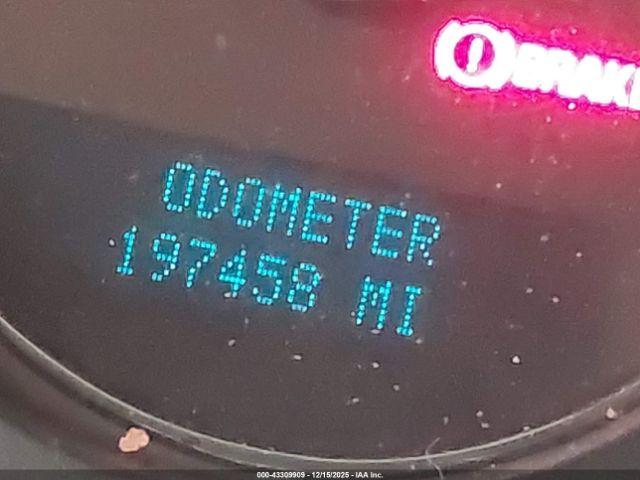 BRAKE
ODOMETER
197458 MI
000-43309909 - 12/15/2025 - IAA Inc.